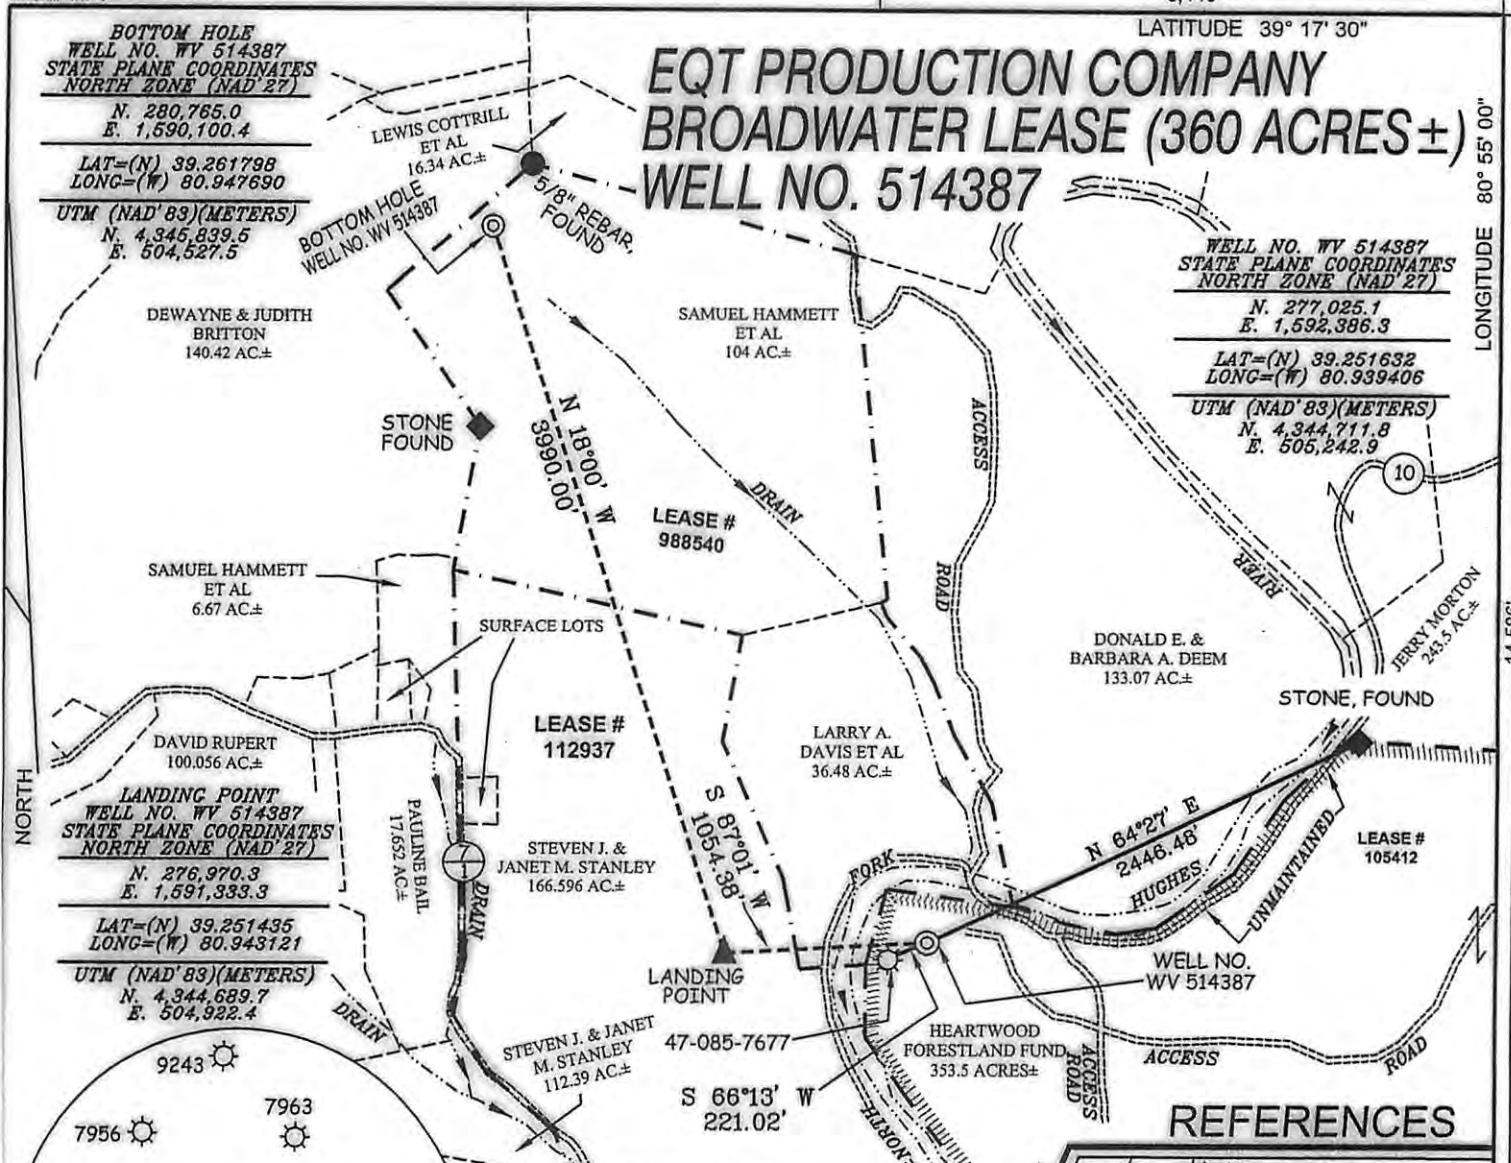 LATITUDE 39° 17' 30"
EQT PRODUCTION COMPANY
BROADWATER LEASE (360 ACRES±)
WELL NO. 514387
LONGITUDE 80° 55' 00"
BOTTOM HOLE
WELL NO. WV 514387
STATE PLANE COORDINATES
NORTH ZONE (NAD'27)
N. 280,765.0
E. 1,590,100.4
LAT=(N) 39.261798
LONG=(W) 80.947690
UTM (NAD'83)(METERS)
N. 4,345,839.5
E. 504,527.5
LEWIS COTTRILL
ET AL
16.34 AC.±
BOTTOM HOLE
WELL NO. WV 514387
5/8" REBAR,
FOUND
WELL NO. WV 514387
STATE PLANE COORDINATES
NORTH ZONE (NAD'27)
N. 277,025.1
E. 1,592,386.3
LAT=(N) 39.251632
LONG=(W) 80.939406
UTM (NAD'83)(METERS)
N. 4,344,711.8
E. 505,242.9
DEWAYNE & JUDITH
BRITTON
140.42 AC.±
SAMUEL HAMMETT
ET AL
104 AC.±
STONE
FOUND
N 18°00' W
3990.00'
ACCESS
ROAD
10
DRAIN
LEASE #
988540
RIVER
SAMUEL HAMMETT
ET AL
6.67 AC.±
SURFACE LOTS
DONALD E. &
BARBARA A. DEEM
133.07 AC.±
JERRY MORTON
243.5 AC.±
STONE, FOUND
LEASE #
112937
LARRY A.
DAVIS ET AL
36.48 AC.±
DAVID RUPERT
100.056 AC.±
NORTH
LANDING POINT
WELL NO. WV 514387
STATE PLANE COORDINATES
NORTH ZONE (NAD'27)
N. 276,970.3
E. 1,591,333.3
LAT=(N) 39.251435
LONG=(W) 80.943121
UTM (NAD'83)(METERS)
N. 4,344,689.7
E. 504,922.4
PAULINE BAIL
17.652 AC.±
7
1
DRAIN
STEVEN J. &
JANET M. STANLEY
166.596 AC.±
S 87°01' W
1054.38'
FORK
N 64°27' E
2446.48'
HUGHES
UNMAINTAINED
LEASE #
105412
LANDING
POINT
WELL NO.
WV 514387
DRAIN
STEVEN J. & JANET
M. STANLEY
112.39 AC.±
47-085-7677
HEARTWOOD
FORESTLAND FUND
353.5 ACRES±
ACCESS
ROAD
ACCESS
ROAD
S 66°13' W
221.02'
NORTH
9243
7956
7963
REFERENCES